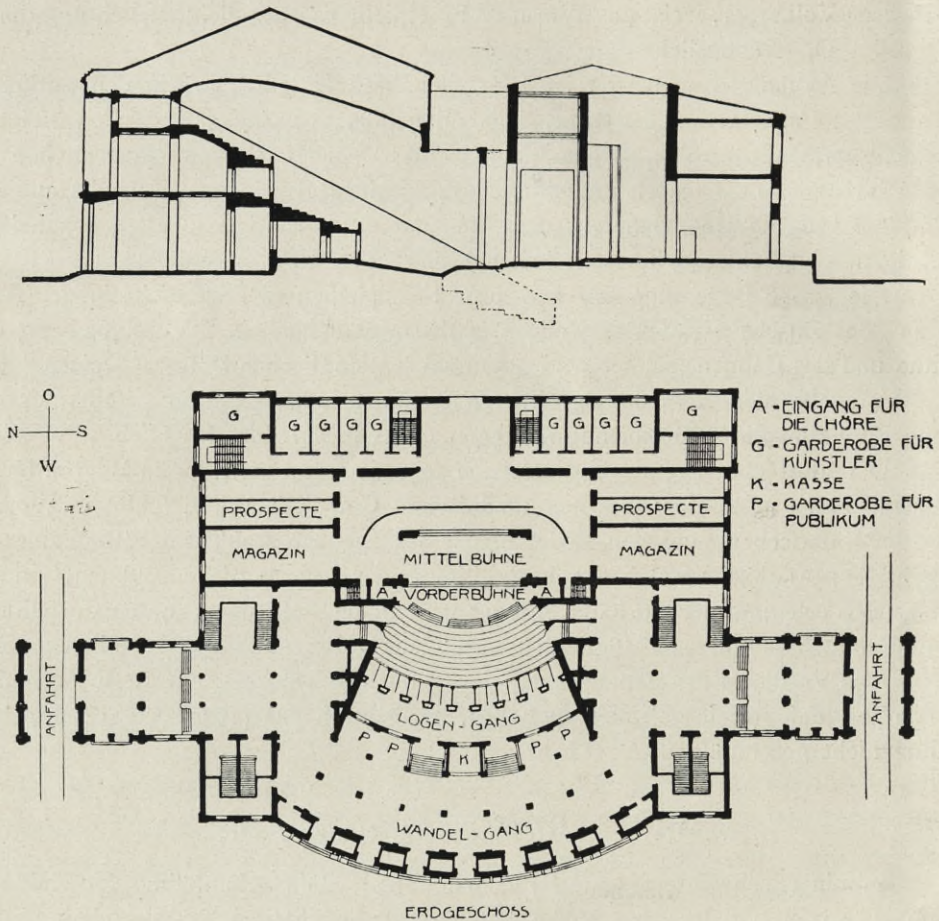 O
N S
W
A - EINGANG FÜR
DIE CHÖRE
G - GARDEROBE FÜR
KÜNSTLER
K - KASSE
P - GARDEROBE FÜR
PUBLIKUM
G G G G G G G G G G
PROSPECTE PROSPECTE
MAGAZIN MITTELBÜHNE MAGAZIN
A VORDERBÜHNE A
ANFAHRT ANFAHRT
LOGEN-GANG
P P P P
K
WANDEL-GANG
ERDGESCHOSS